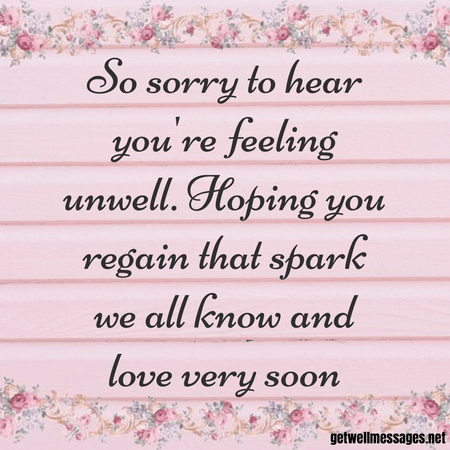 So sorry to hear
you're feeling
unwell. Hoping you
regain that spark
we all know and
love very soon
getwellmessages.net